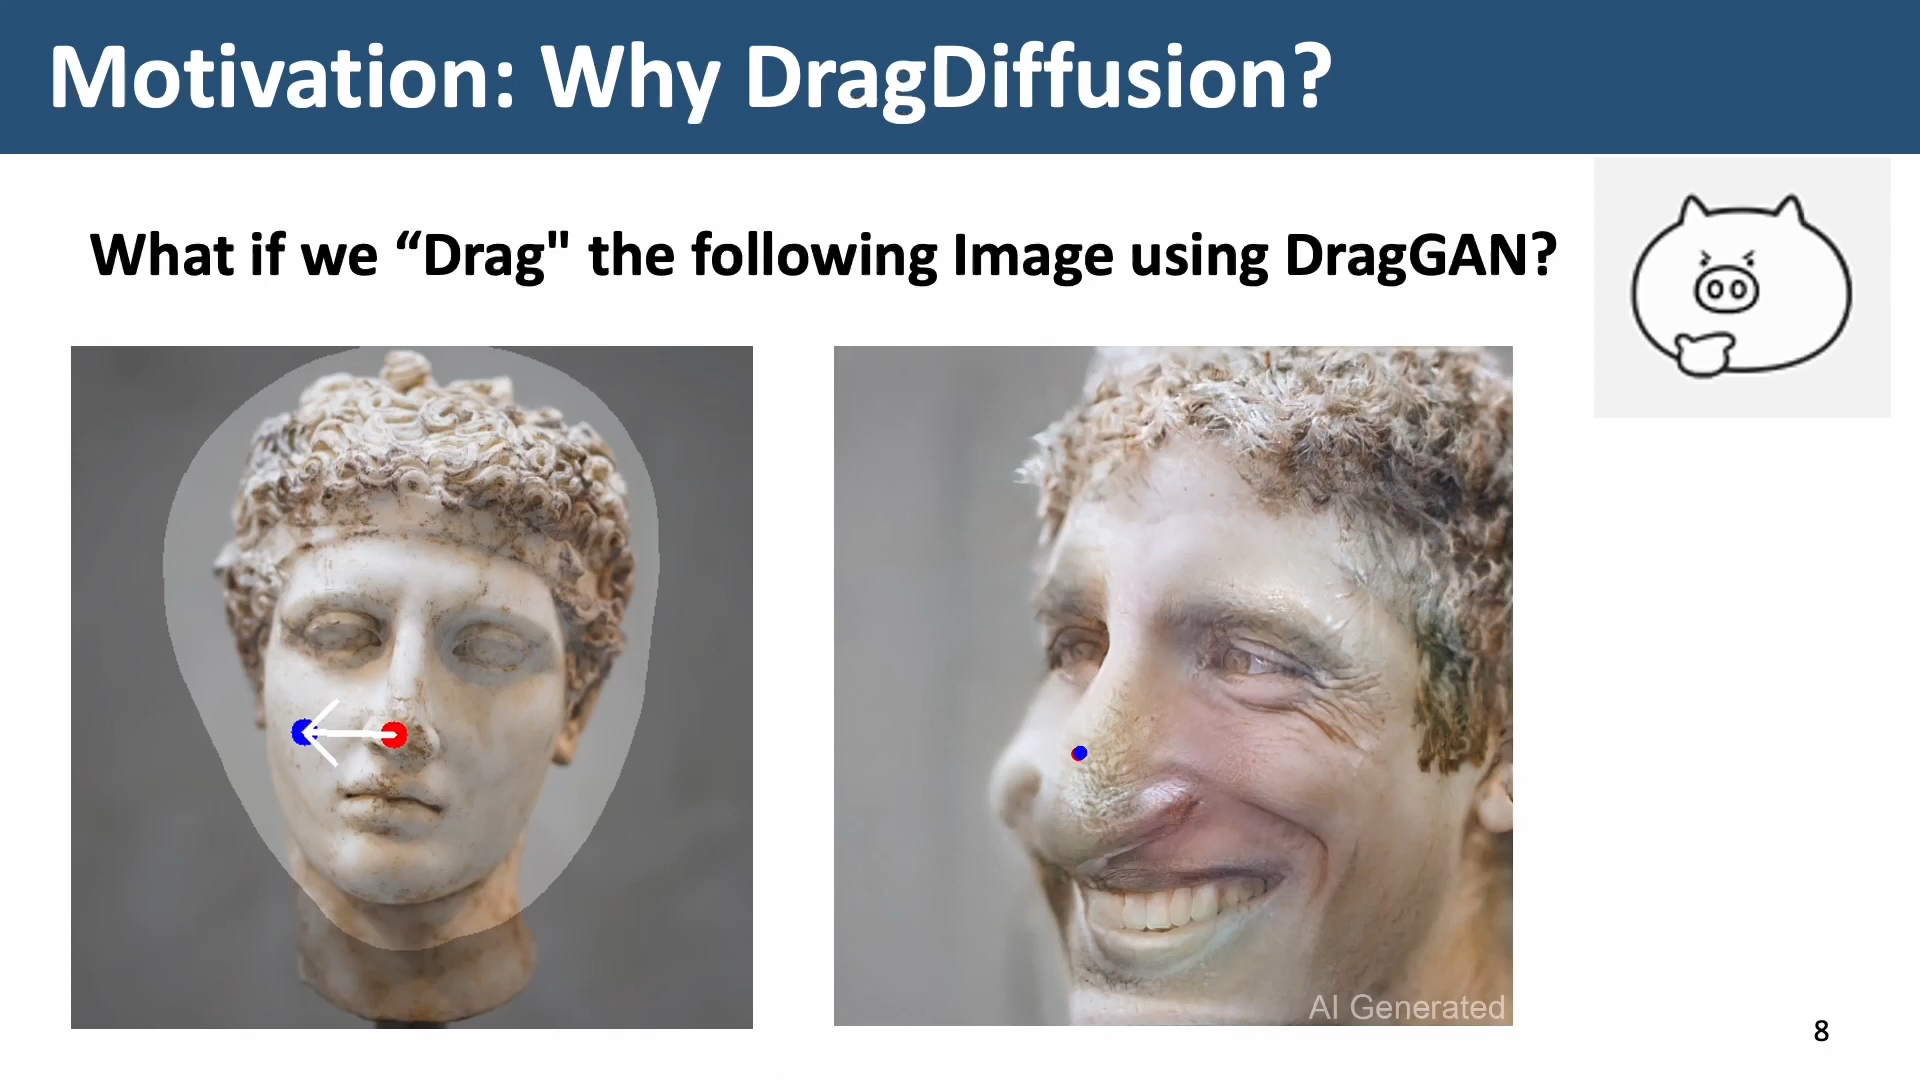 Motivation: Why DragDiffusion?
What if we “Drag" the following Image using DragGAN?
AI Generated
8